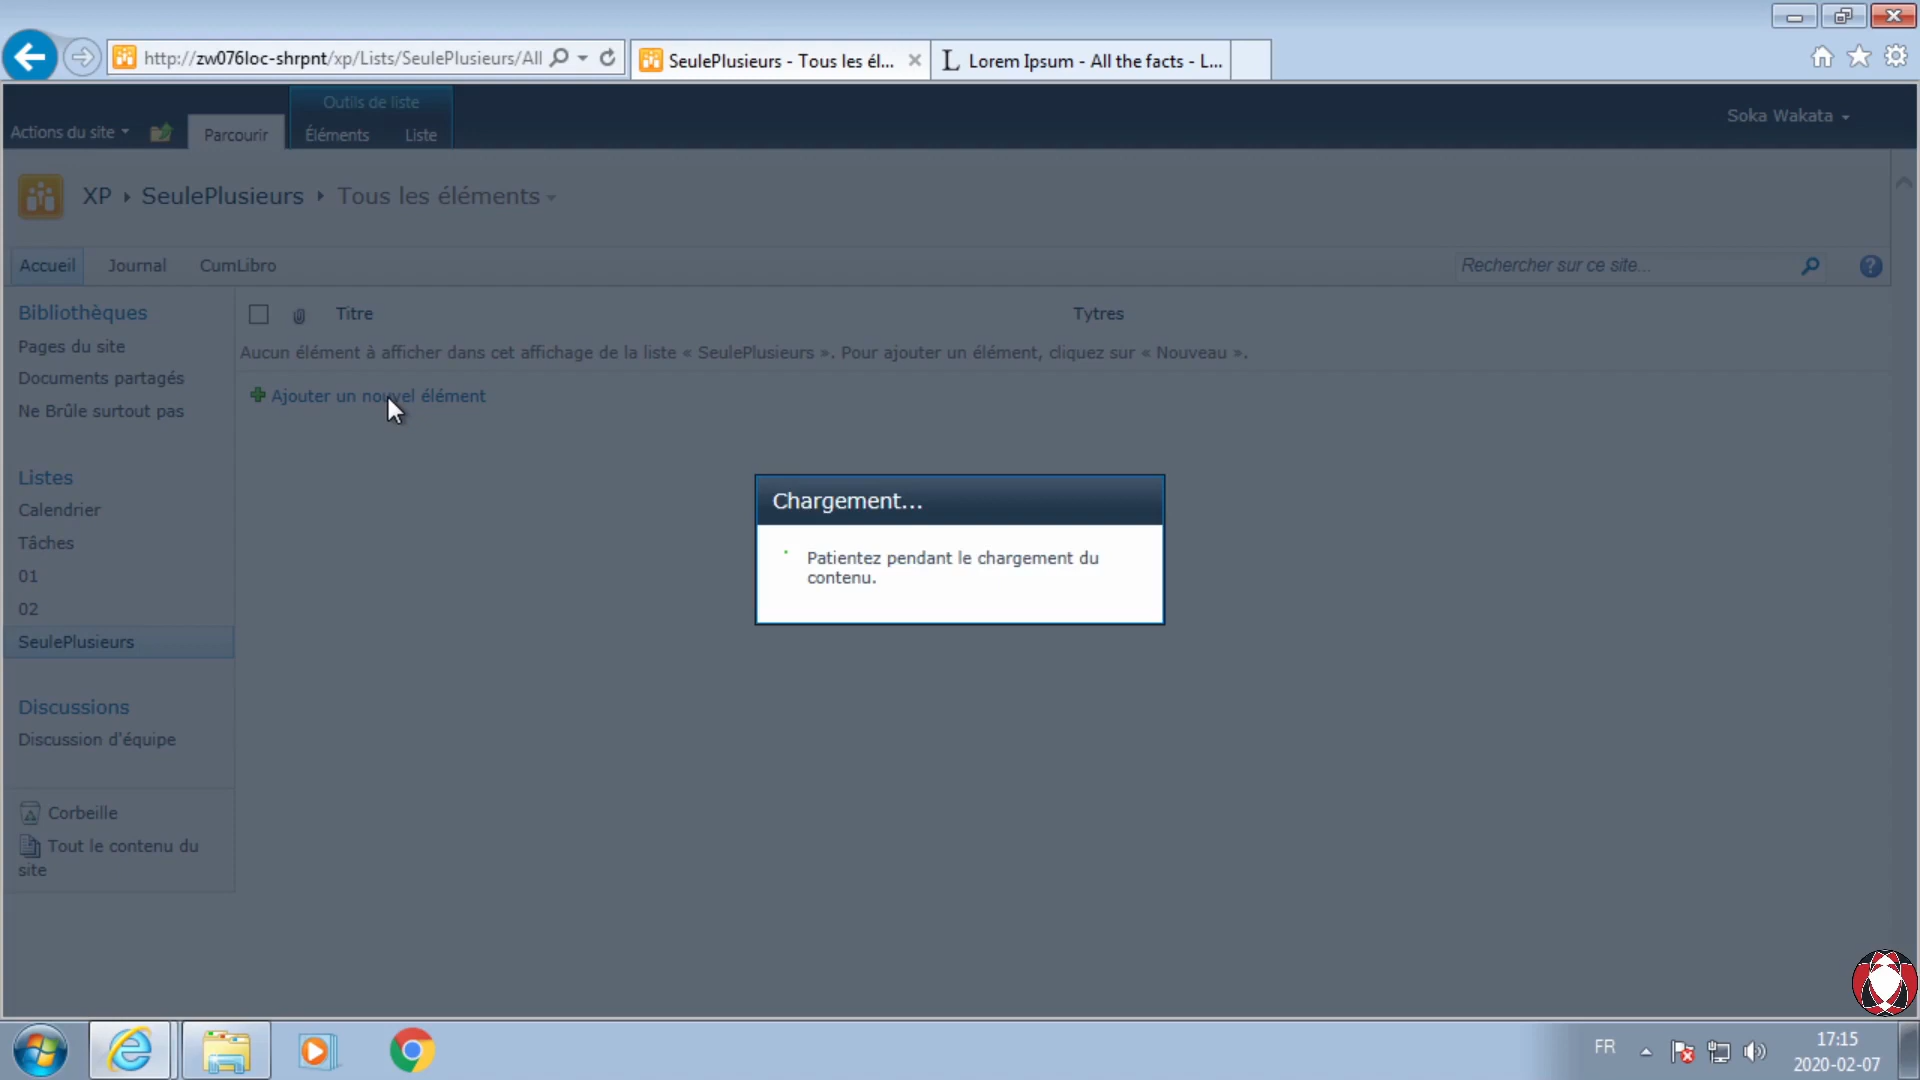 http://zw076loc-shrpnt/xp/Lists/SeulePlusieurs/All
SeulePlusieurs - Tous les él...
Lorem Ipsum - All the facts - L...
Outils de liste
Actions du site
Parcourir
Éléments
Liste
Soka Wakata
XP
SeulePlusieurs
Tous les éléments
Accueil
Journal
CumLibro
Rechercher sur ce site...
Bibliothèques
Pages du site
Documents partagés
Ne Brûle surtout pas
Titre
Tytres
Aucun élément à afficher dans cet affichage de la liste « SeulePlusieurs ». Pour ajouter un élément, cliquez sur « Nouveau ».
Ajouter un nouvel élément
Chargement...
Patientez pendant le chargement du
contenu.
Listes
Calendrier
Tâches
01
02
SeulePlusieurs
Discussions
Discussion d'équipe
Corbeille
Tout le contenu du
site
FR
17:15
2020-02-07